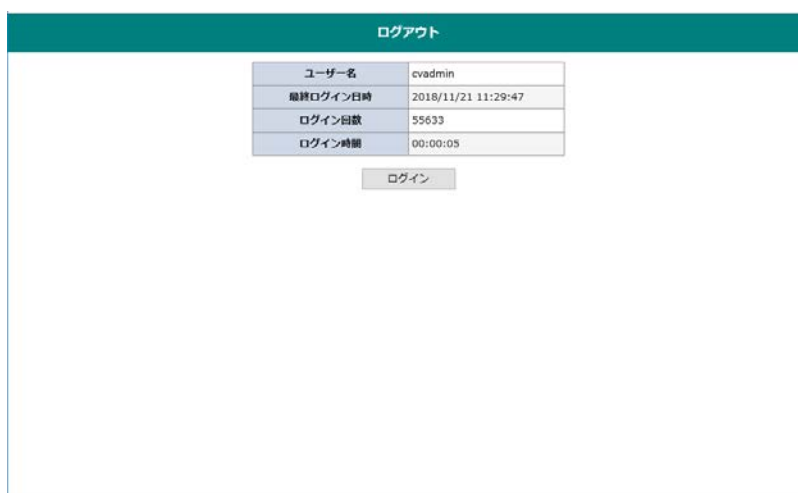 ログアウト
ユーザー名 cvadmin
最終ログイン日時 2018/11/21 11:29:47
ログイン回数 55633
ログイン時間 00:00:05
ログイン